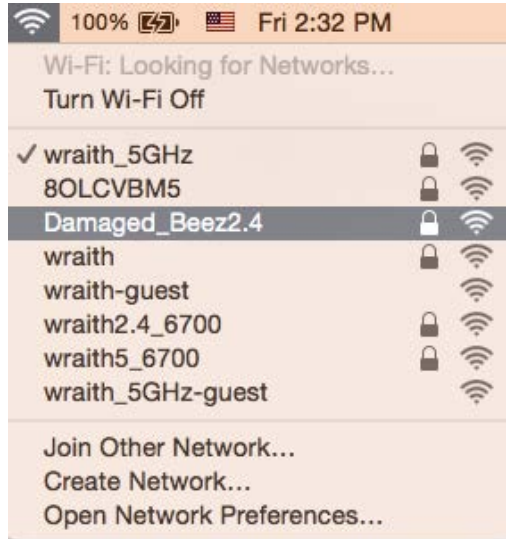 100% Fri 2:32 PM
Wi-Fi: Looking for Networks...
Turn Wi-Fi Off
wraith_5GHz
8OLCVBM5
Damaged_Beez2.4
wraith
wraith-guest
wraith2.4_6700
wraith5_6700
wraith_5GHz-guest
Join Other Network...
Create Network...
Open Network Preferences...